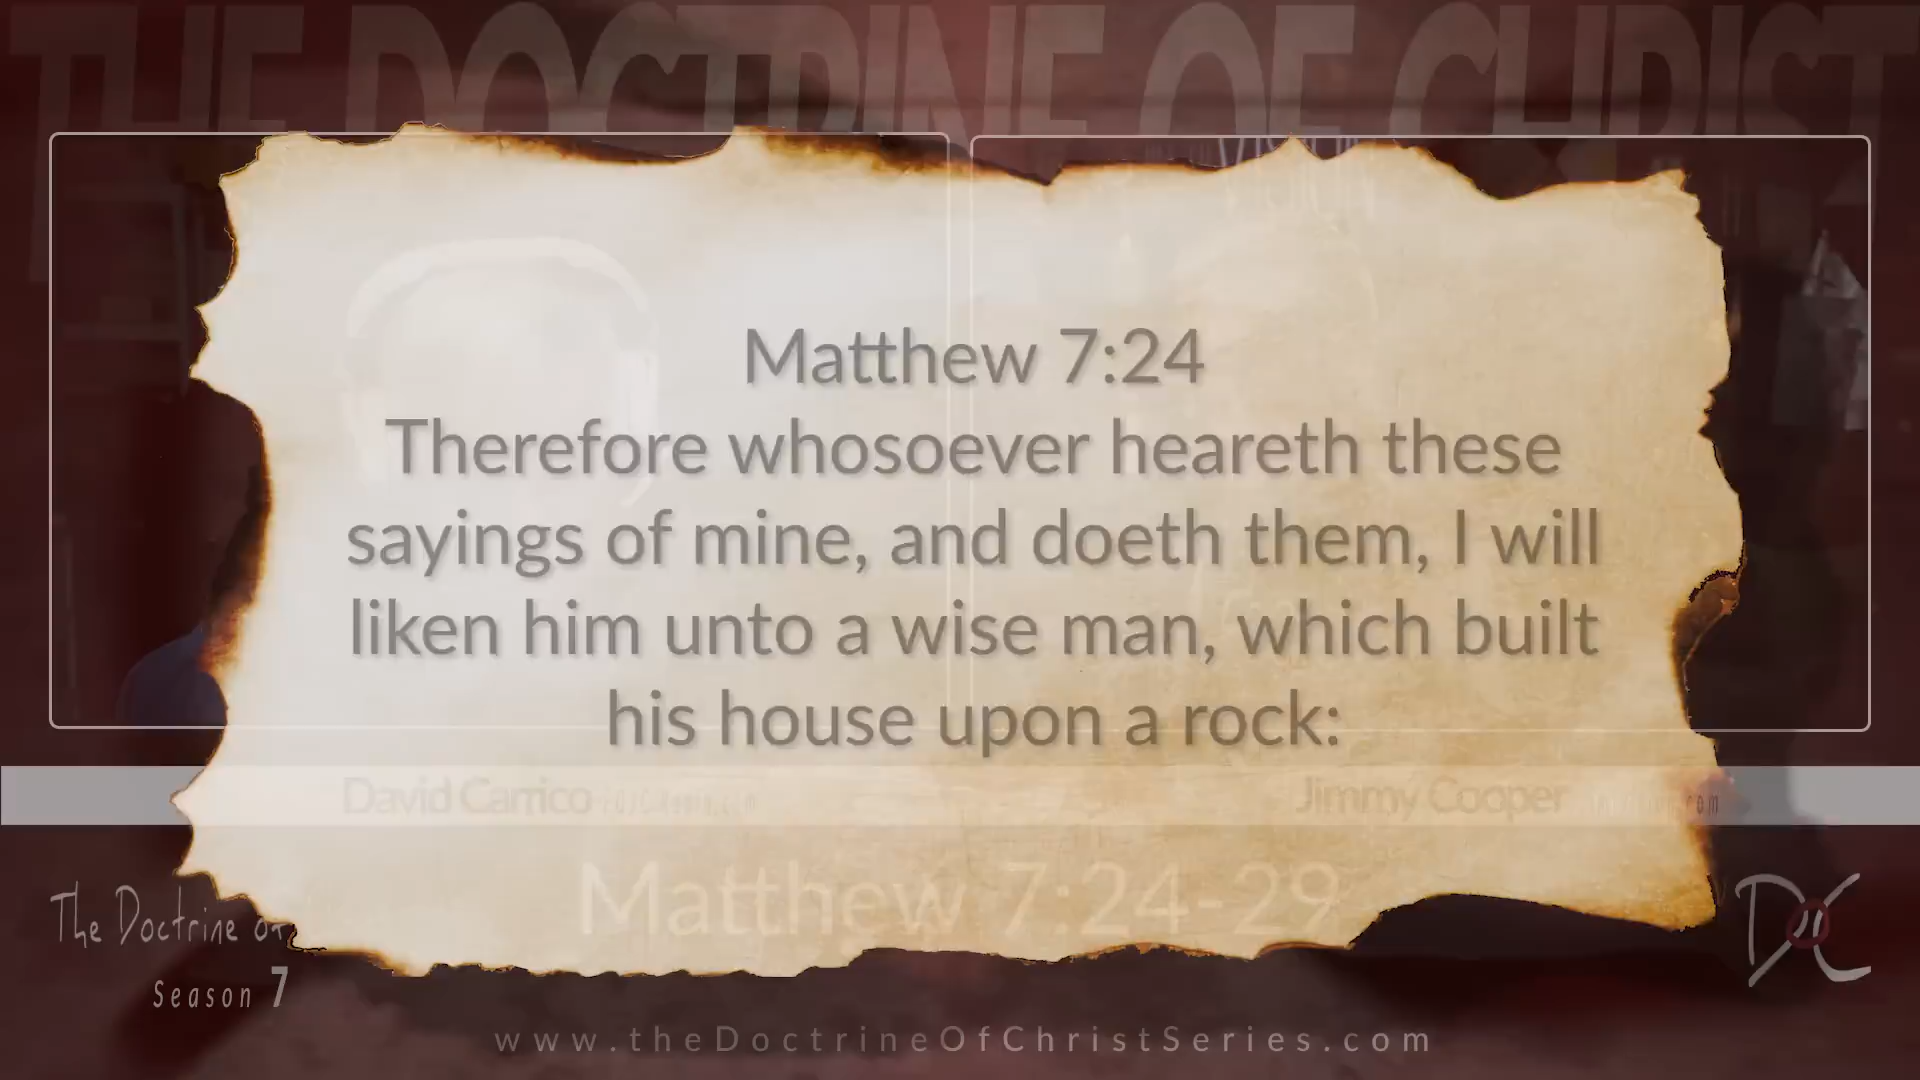 THE DOCTRINE OF CHRIST
Matthew 7:24
Therefore whosoever heareth these
sayings of mine, and doeth them, I will
liken him unto a wise man, which built
his house upon a rock:
David Carrico
Jimmy Cooper
Matthew 7:24-29
The Doctrine of
Season 7
DC
www.theDoctrineOfChristSeries.com